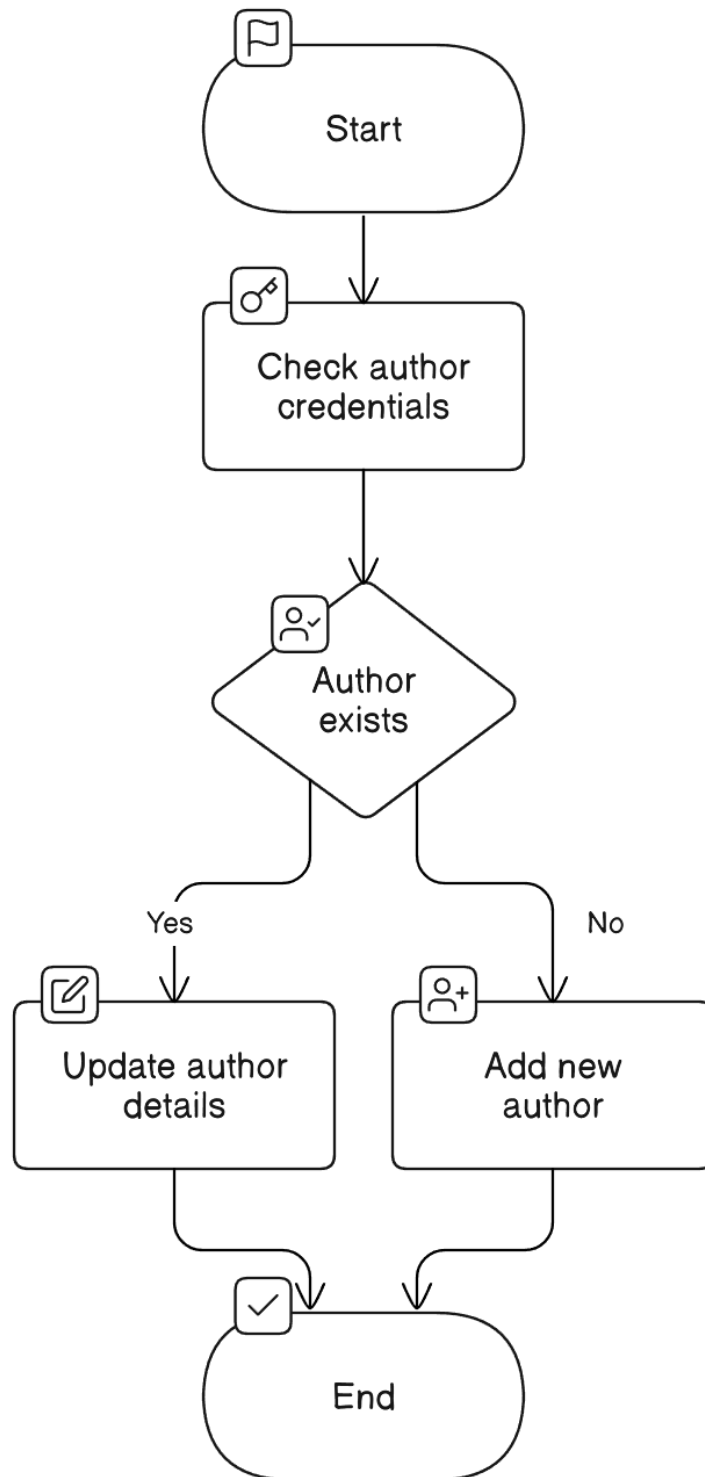 Start
Check author
credentials
Author
exists
Yes
No
Update author
details
Add new
author
End